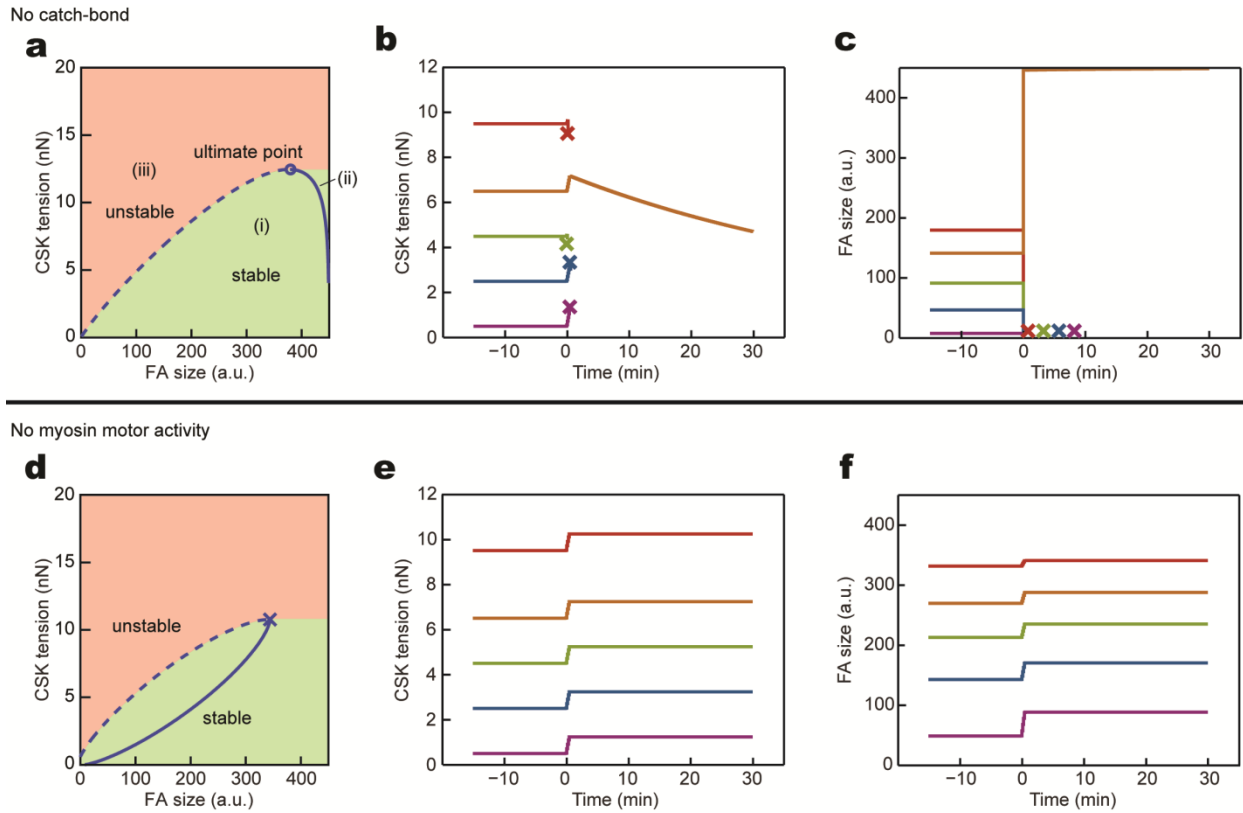 No catch-bond
a
CSK tension (nN)
20
15
10
5
0
ultimate point
(iii)
(ii)
unstable
(i)
stable
0 100 200 300 400
FA size (a.u.)
b
CSK tension (nN)
12
10
8
6
4
2
0
−10 0 10 20 30
Time (min)
c
FA size (a.u.)
400
300
200
100
0
−10 0 10 20 30
Time (min)
No myosin motor activity
d
CSK tension (nN)
20
15
10
5
0
unstable
stable
0 100 200 300 400
FA size (a.u.)
e
CSK tension (nN)
12
10
8
6
4
2
0
−10 0 10 20 30
Time (min)
f
FA size (a.u.)
400
300
200
100
0
−10 0 10 20 30
Time (min)